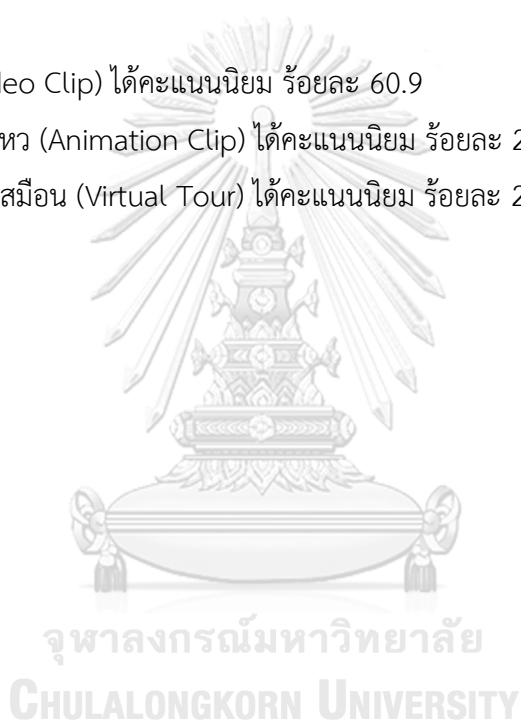 eo Clip) ได้คะแนนนิยม ร้อยละ 60.9
หว (Animation Clip) ได้คะแนนนิยม ร้อยละ 2
สมือน (Virtual Tour) ได้คะแนนนิยม ร้อยละ 2
จุฬาลงกรณ์มหาวิทยาลัย
CHULALONGKORN UNIVERSITY